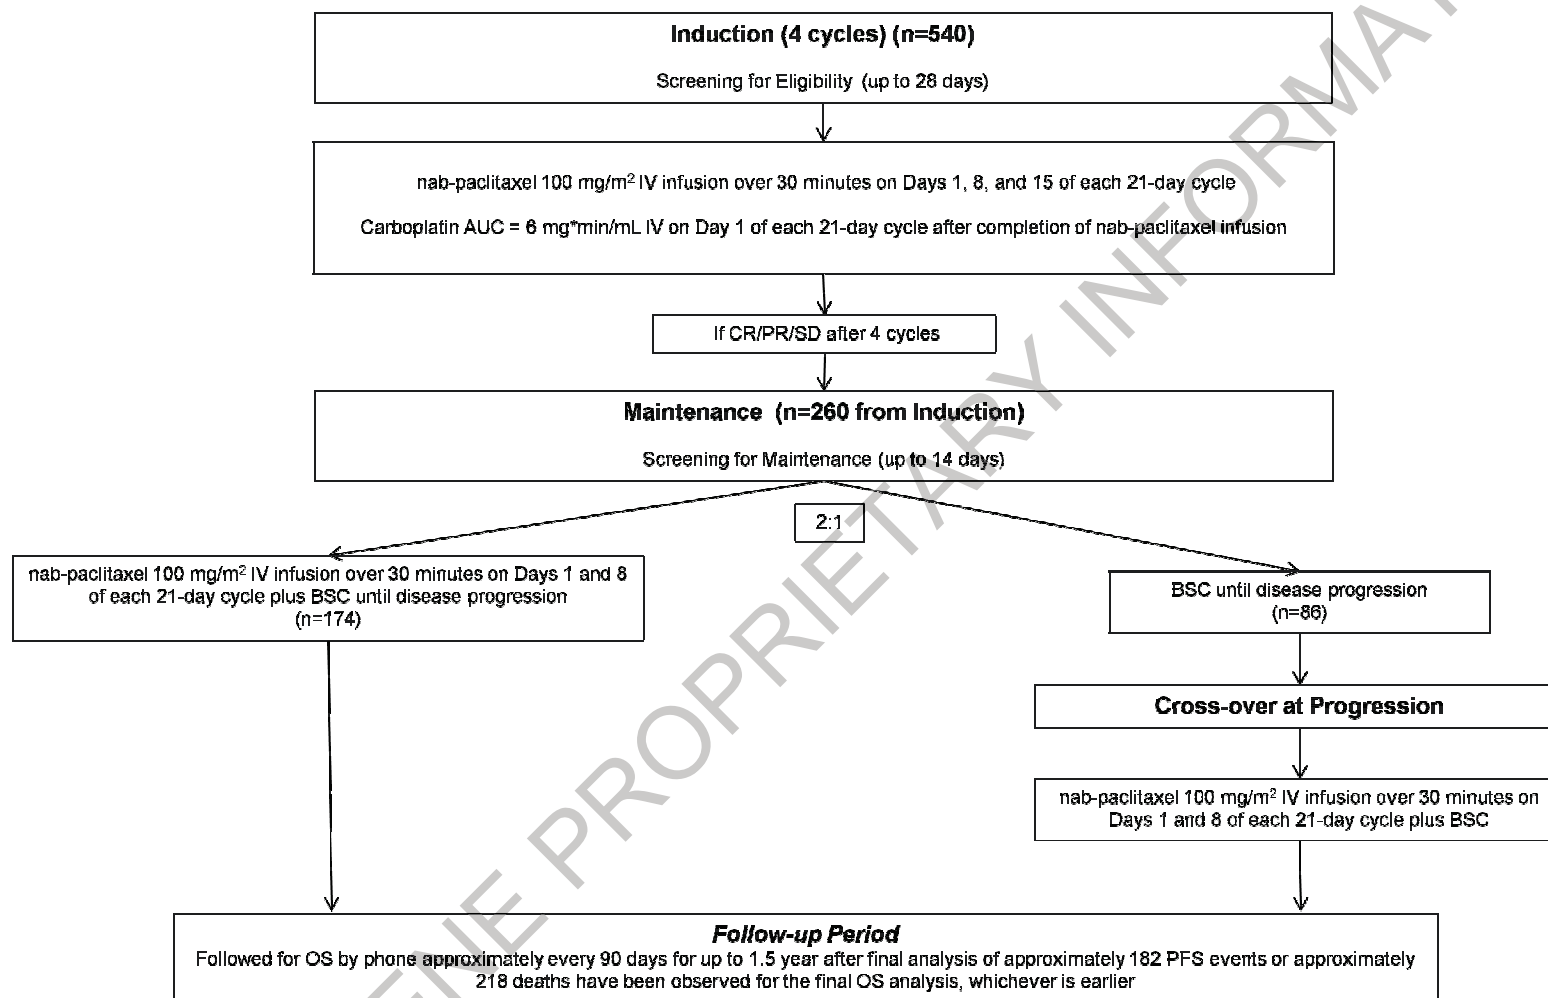 Induction (4 cycles) (n=540)
Screening for Eligibility (up to 28 days)
nab-paclitaxel 100 mg/m² IV infusion over 30 minutes on Days 1, 8, and 15 of each 21-day cycle
Carboplatin AUC = 6 mg*min/mL IV on Day 1 of each 21-day cycle after completion of nab-paclitaxel infusion
If CR/PR/SD after 4 cycles
Maintenance (n=260 from Induction)
Screening for Maintenance (up to 14 days)
2:1
nab-paclitaxel 100 mg/m² IV infusion over 30 minutes on Days 1 and 8
of each 21-day cycle plus BSC until disease progression
(n=174)
BSC until disease progression
(n=86)
Cross-over at Progression
nab-paclitaxel 100 mg/m² IV infusion over 30 minutes on
Days 1 and 8 of each 21-day cycle plus BSC
Follow-up Period
Followed for OS by phone approximately every 90 days for up to 1.5 year after final analysis of approximately 182 PFS events or approximately
218 deaths have been observed for the final OS analysis, whichever is earlier
ENE PROPRIETARY INFORMA